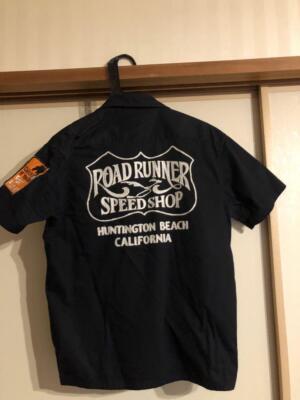 ROAD RUNNER
SPEED SHOP
HUNTINGTON BEACH
CALIFORNIA